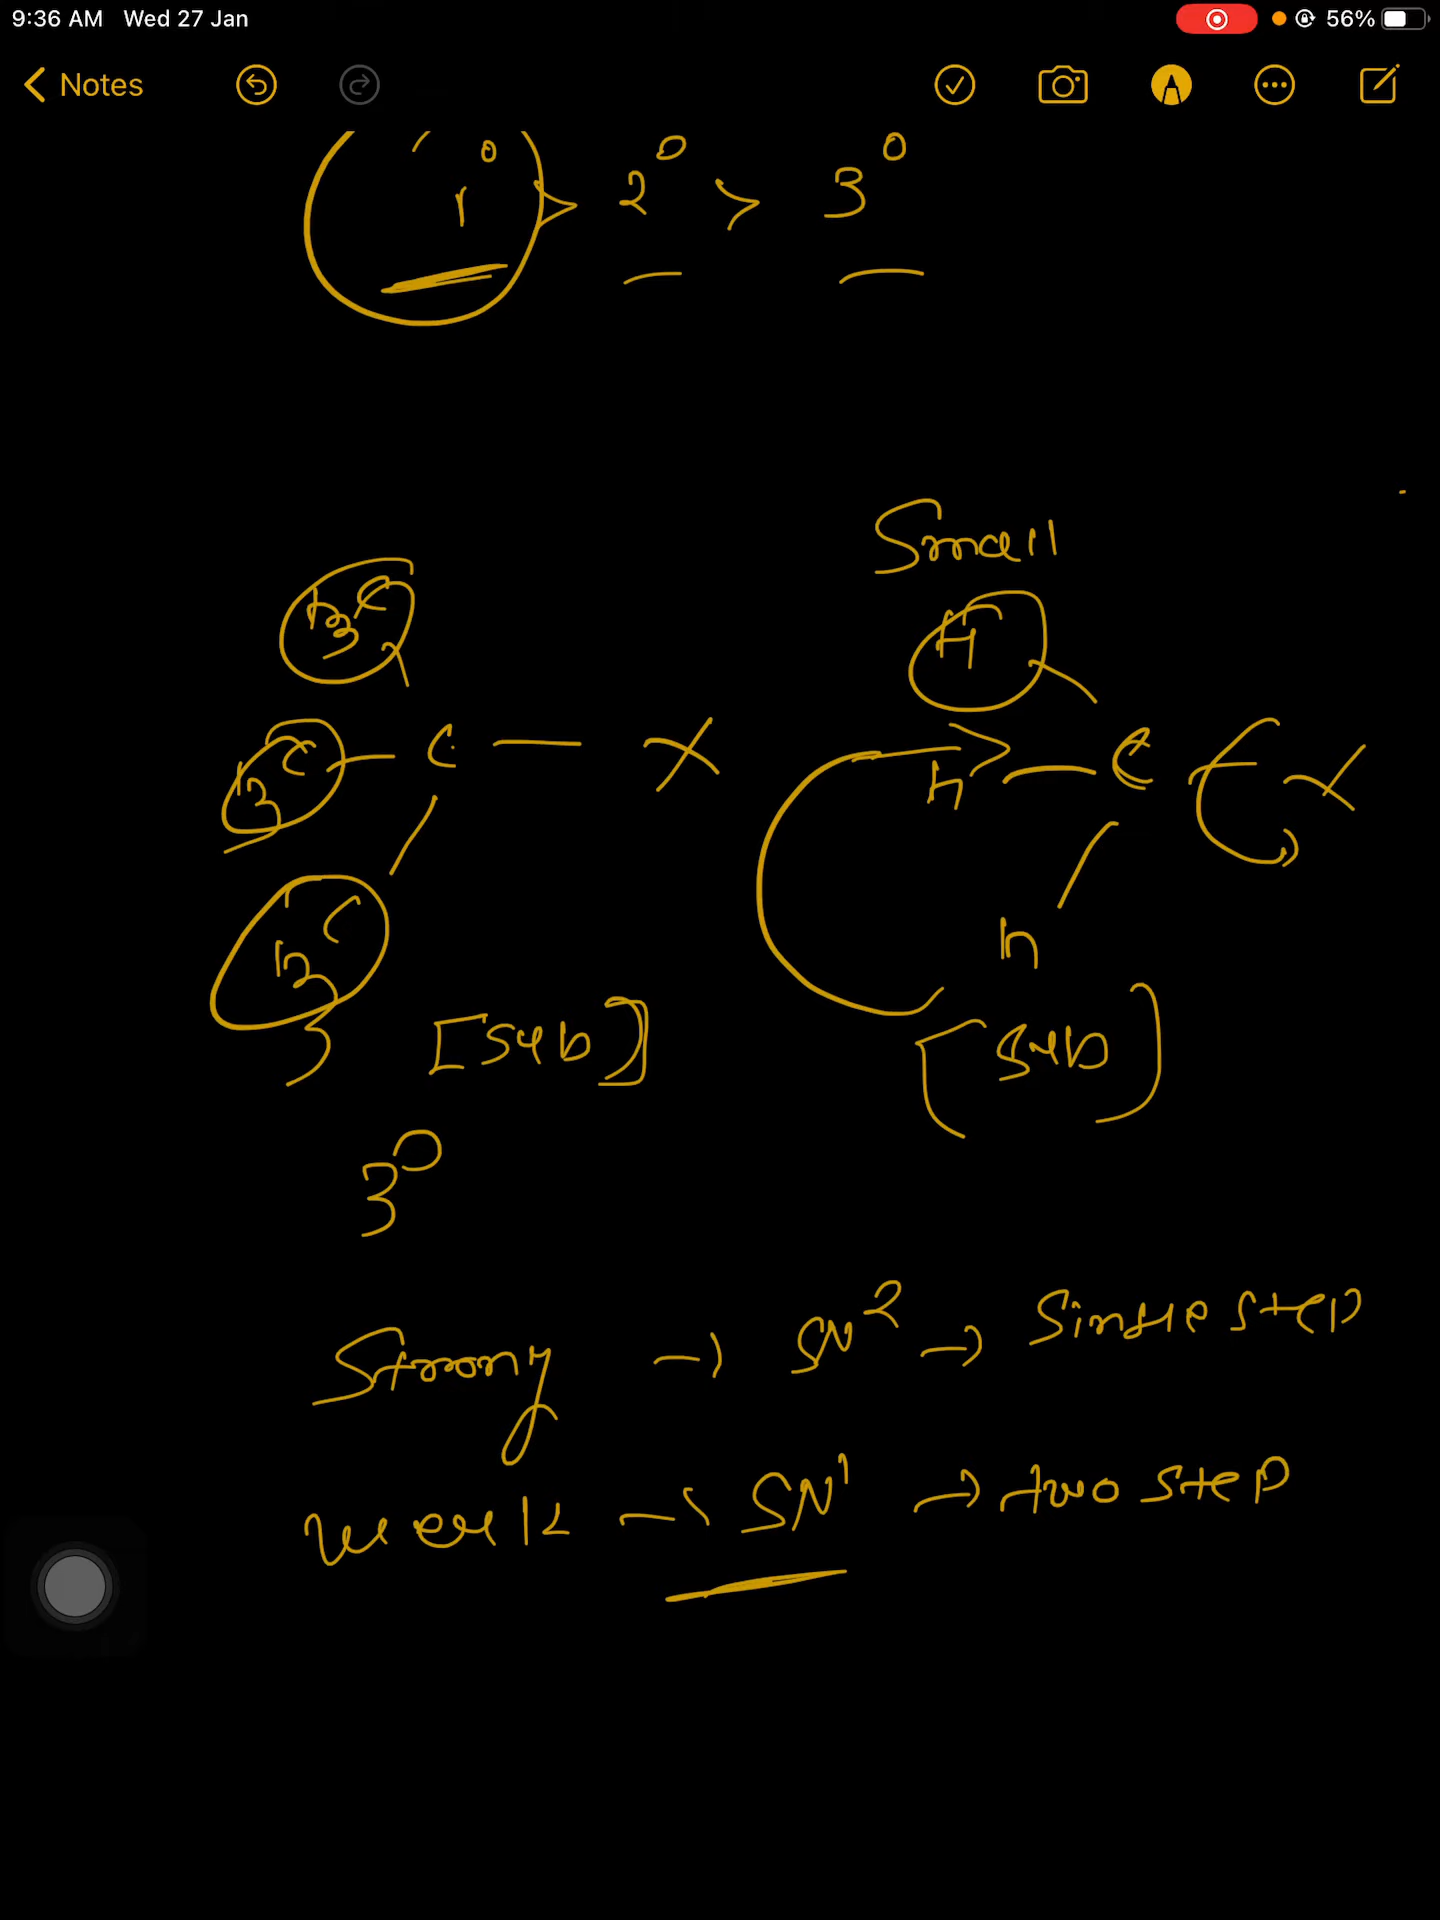 9:36 AM Wed 27 Jan 56%
Notes
1° > 2° > 3°
Small
H3C H
H3C - C - X H - C - X
H3C H
[Sub] [Sub]
3°
Strong → SN2 → Single step
Weak → SN1 → two step